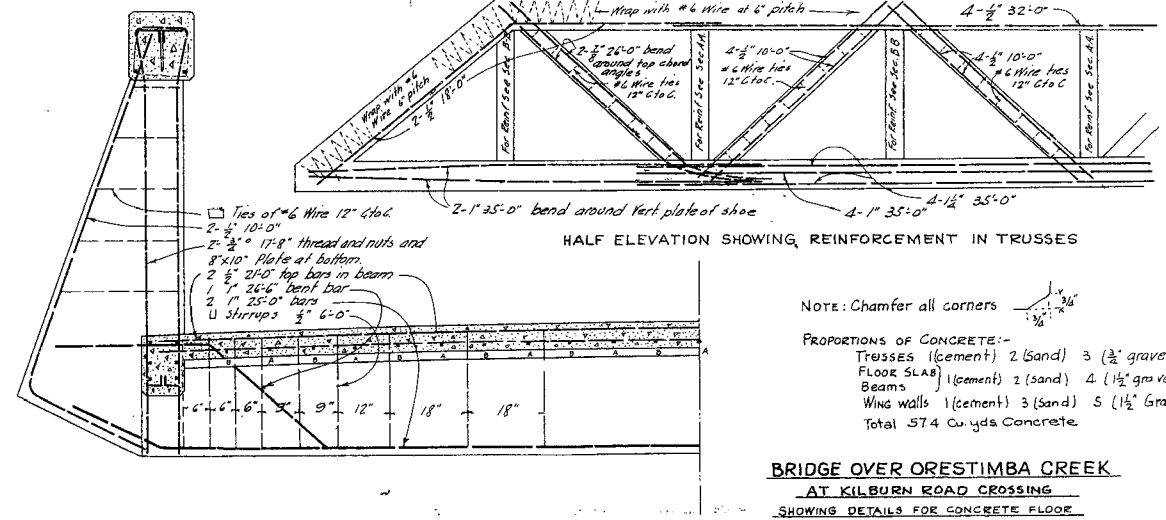 Wrap with #6 Wire at 6" pitch
4-½" 32'-0"
2-½" 26'-0" bend
around top chord
angles
#6 Wire ties
12" C to C.
4-½" 10'-0"
#6 Wire ties
12" C to C.
4-½" 10'-0"
#6 Wire ties
12" C to C
Wrap with #6
Wire 6" pitch
2-½" 18'-0"
For Reinf See Sec. BB
For Reinf See Sec. A.A.
For Reinf See Sec. B.B
For Reinf See Sec. A.A.
2-1" 35'-0" bend around Vert. plate of shoe
4-1" 35'-0"
4-1¼" 35'-0"
HALF ELEVATION SHOWING REINFORCEMENT IN TRUSSES
Ties of #6 Wire 12" C to C.
2-½" 10'-0"
2-¾"° 17'-8" thread and nuts and
8"x10" Plate at bottom.
2 ½" 21'-0" top bars in beam
1 1" 26'-6" bent bar
2 1" 25'-0" bars
U Stirrups ½" 6'-0"
B A B A B A B A D A B A
6" 6" 6" 9" 9" 12" 18" 18"
NOTE: Chamfer all corners
¾" ¾"
PROPORTIONS OF CONCRETE:-
TRUSSES 1 (cement) 2 (sand) 3 (¾" grave
FLOOR SLAB
Beams } 1 (cement) 2 (sand) 4 (1½" grave
WING walls 1 (cement) 3 (sand) 5 (1½" Gra
Total 57.4 Cu. yds Concrete
BRIDGE OVER ORESTIMBA CREEK
AT KILBURN ROAD CROSSING
SHOWING DETAILS FOR CONCRETE FLOOR